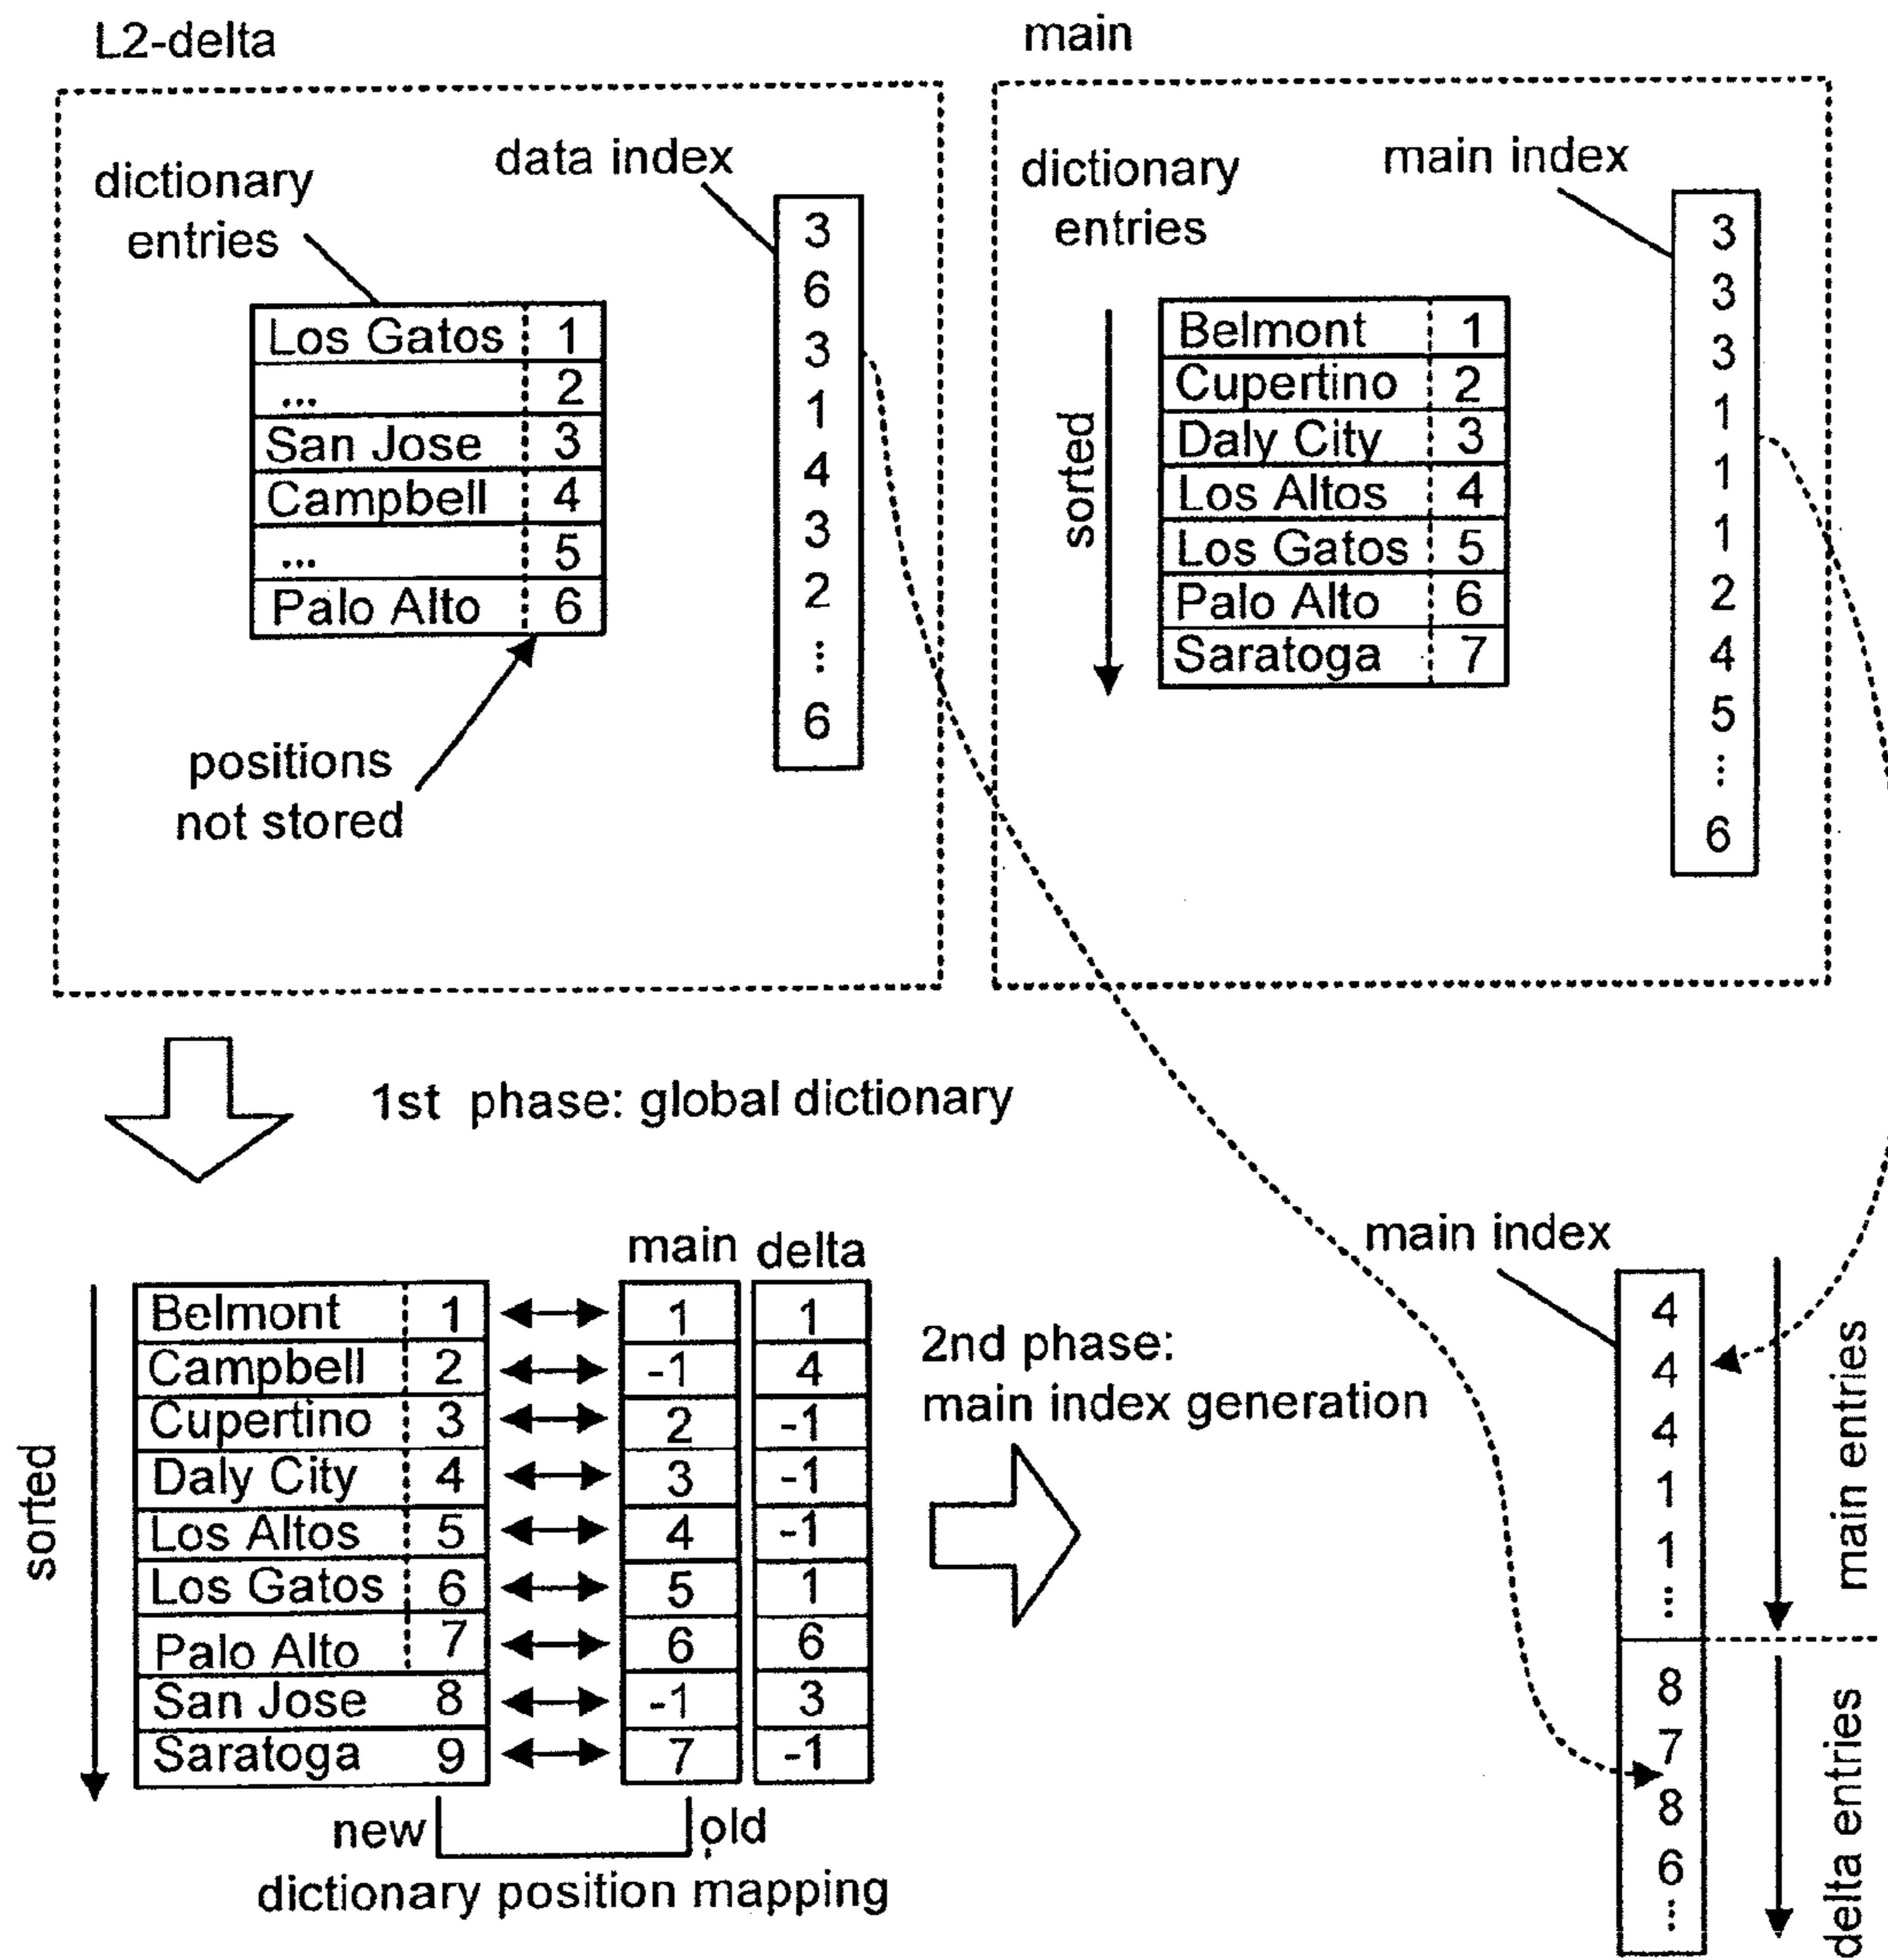 L2-delta
dictionary
entries
data index
Los Gatos 1
... 2
San Jose 3
Campbell 4
... 5
Palo Alto 6
positions
not stored
3
6
3
1
4
3
2
...
6
main
dictionary
entries
main index
sorted
Belmont 1
Cupertino 2
Daly City 3
Los Altos 4
Los Gatos 5
Palo Alto 6
Saratoga 7
3
3
3
1
1
1
2
4
5
...
6
1st phase: global dictionary
main delta
sorted
Belmont 1 1 1
Campbell 2 -1 4
Cupertino 3 2 -1
Daly City 4 3 -1
Los Altos 5 4 -1
Los Gatos 6 5 1
Palo Alto 7 6 6
San Jose 8 -1 3
Saratoga 9 7 -1
new old
dictionary position mapping
2nd phase:
main index generation
main index
4
4
4
1
1
...
8
7
8
6
...
main entries
delta entries